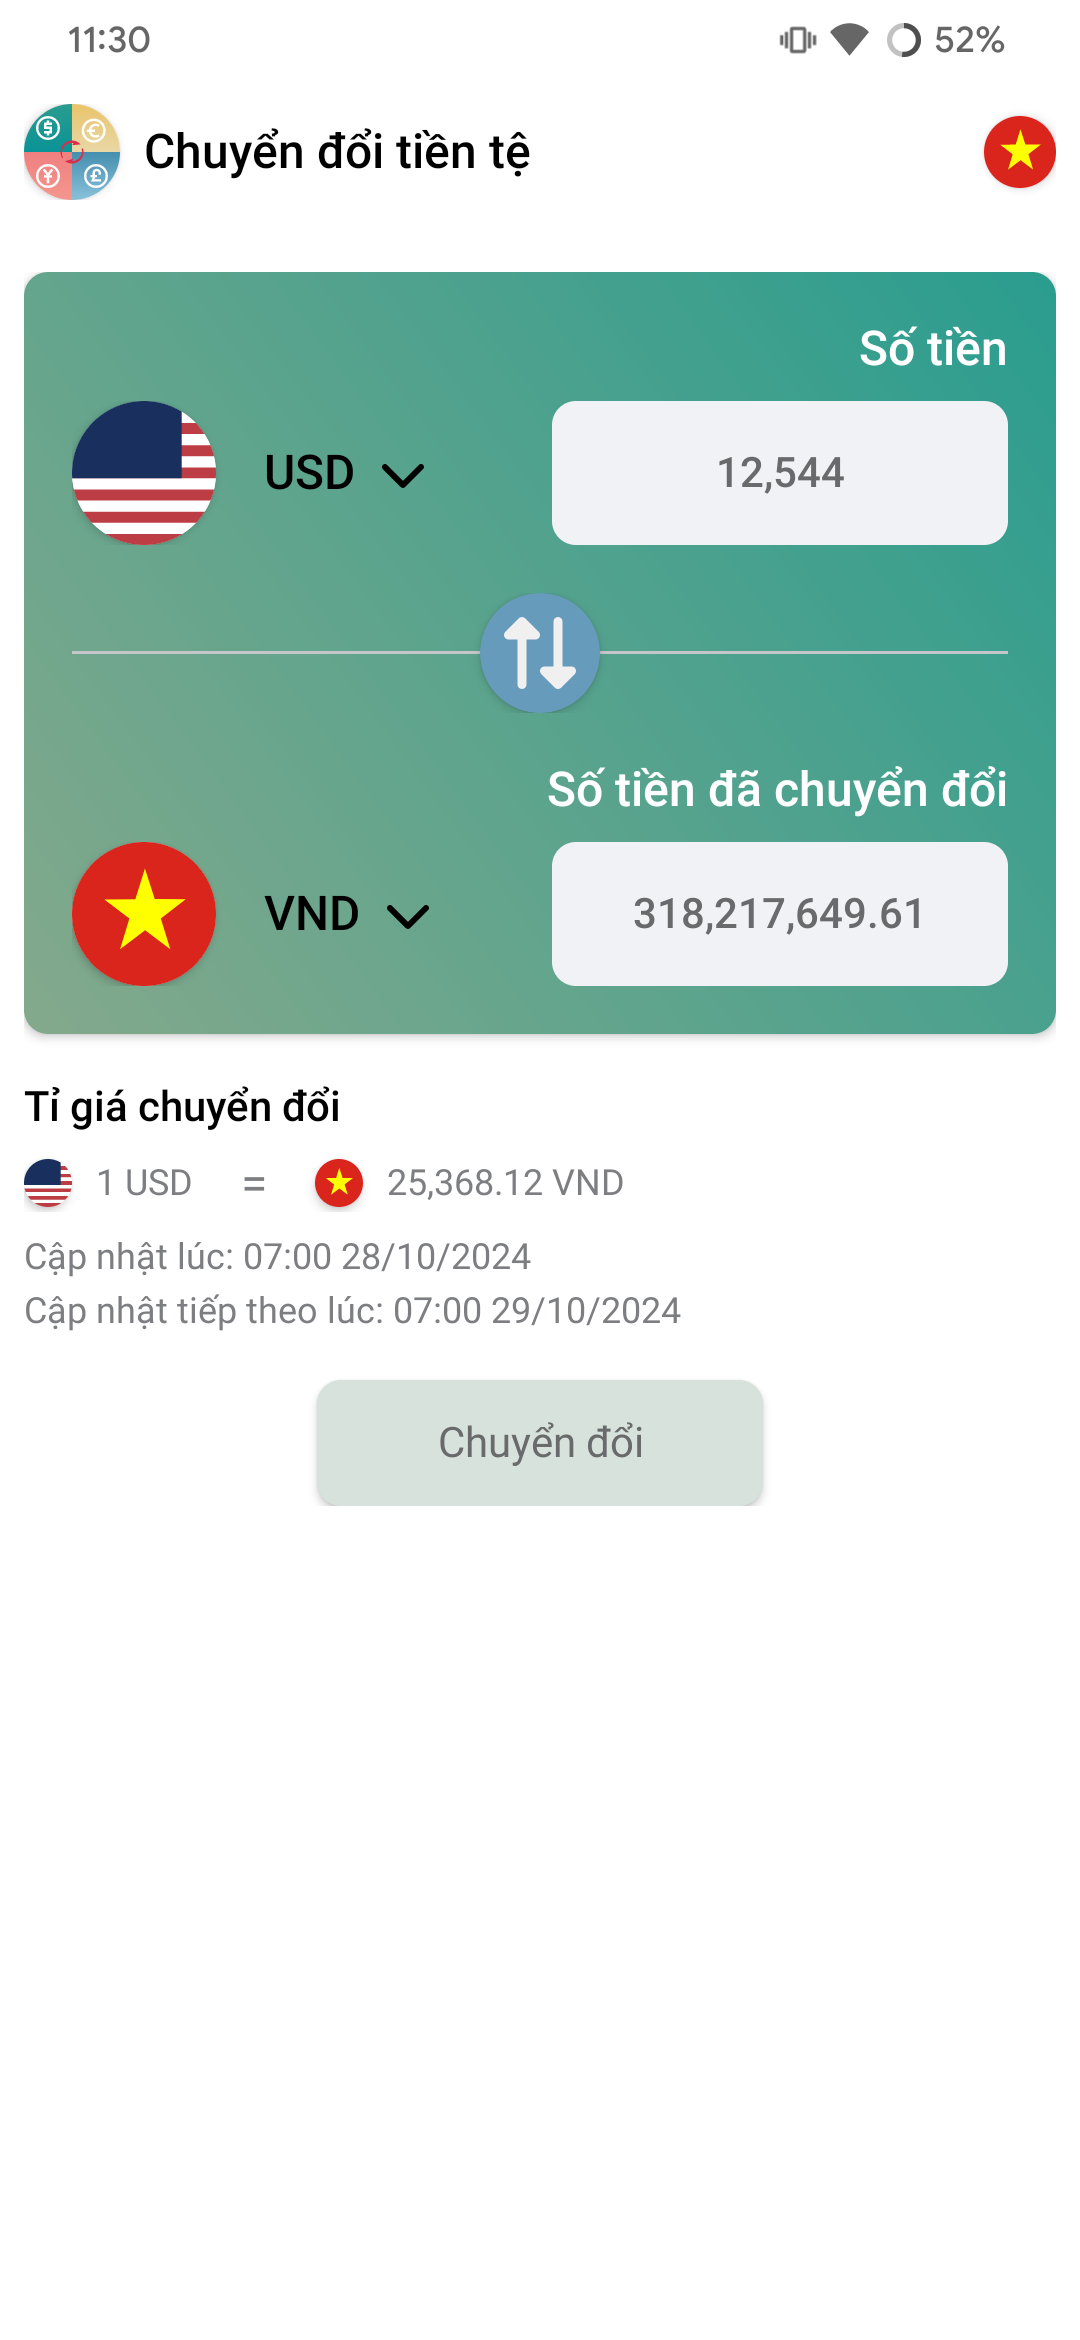 11:30
52%
Chuyển đổi tiền tệ
Số tiền
USD
12,544
Số tiền đã chuyển đổi
VND
318,217,649.61
Tỉ giá chuyển đổi
1 USD = 25,368.12 VND
Cập nhật lúc: 07:00 28/10/2024
Cập nhật tiếp theo lúc: 07:00 29/10/2024
Chuyển đổi